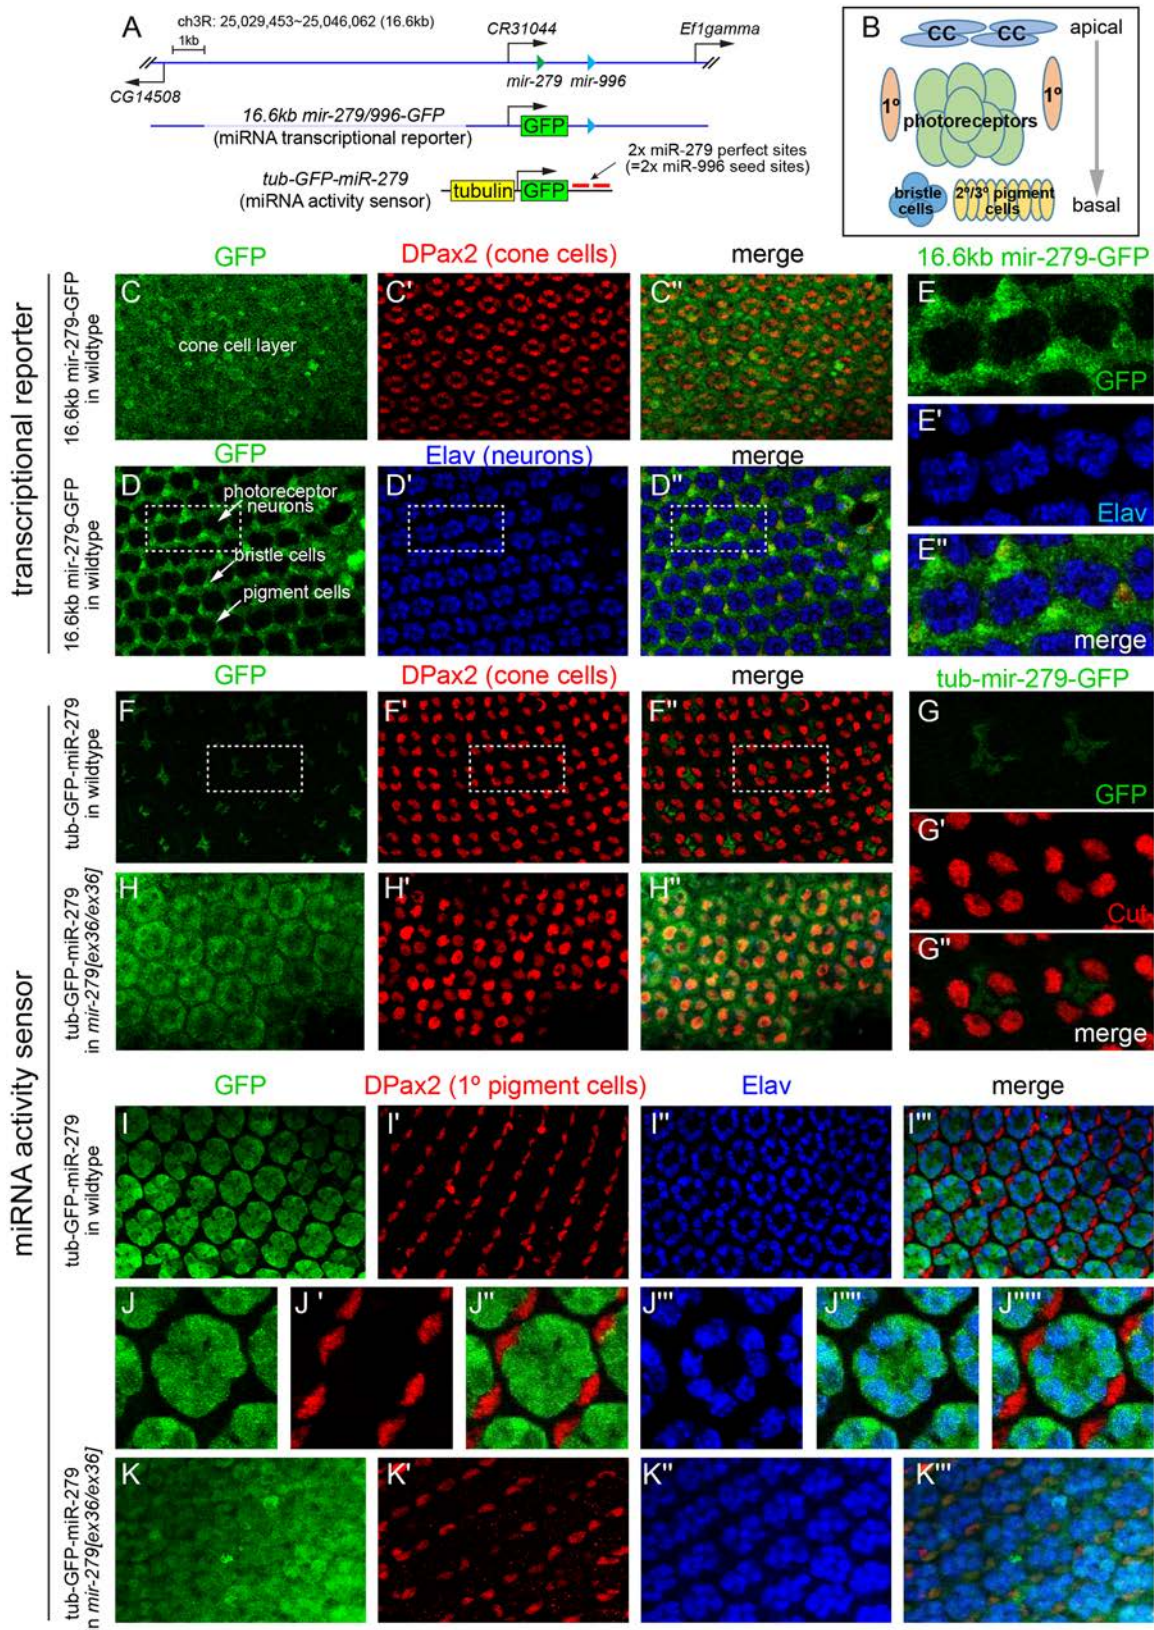 A
ch3R: 25,029,453~25,046,062 (16.6kb)
1kb
CR31044
Ef1gamma
mir-279
mir-996
CG14508
16.6kb mir-279/996-GFP
(miRNA transcriptional reporter)
GFP
tub-GFP-miR-279
(miRNA activity sensor)
tubulin
GFP
2x miR-279 perfect sites
(=2x miR-996 seed sites)
B
CC
CC
apical
1º
1º
photoreceptors
bristle
cells
2º/3º pigment
cells
basal
transcriptional reporter
16.6kb mir-279-GFP
in wildtype
GFP
DPax2 (cone cells)
merge
16.6kb mir-279-GFP
C
cone cell layer
C'
C"
E
GFP
E'
Elav
E"
merge
16.6kb mir-279-GFP
in wildtype
GFP
Elav (neurons)
merge
D
photoreceptor
neurons
bristle cells
pigment cells
D'
D"
miRNA activity sensor
tub-GFP-miR-279
in wildtype
GFP
DPax2 (cone cells)
merge
tub-mir-279-GFP
F
F'
F"
G
GFP
G'
Cut
G"
merge
tub-GFP-miR-279
in mir-279[ex36/ex36]
H
H'
H"
GFP
DPax2 (1º pigment cells)
Elav
merge
tub-GFP-miR-279
in wildtype
I
I'
I"
I'"
J
J'
J"
J'"
J""
J""'
tub-GFP-miR-279
n mir-279[ex36/ex36]
K
K'
K"
K'"